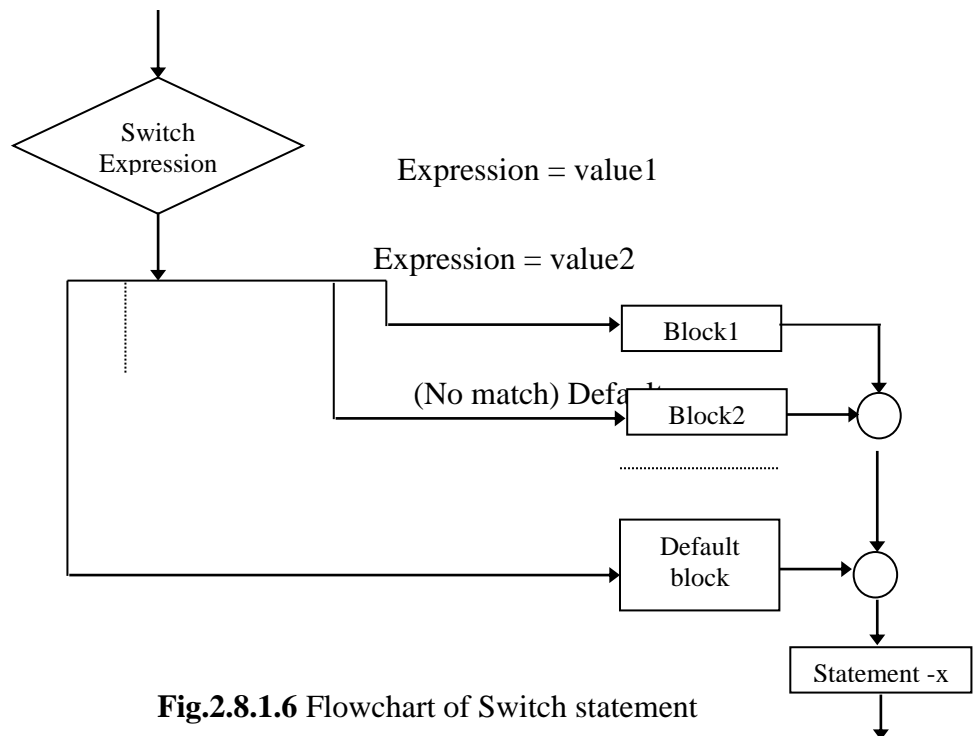 Switch
Expression
Expression = value1
Expression = value2
Block1
(No match) Default
Block2
Default
block
Statement -x
Fig.2.8.1.6 Flowchart of Switch statement